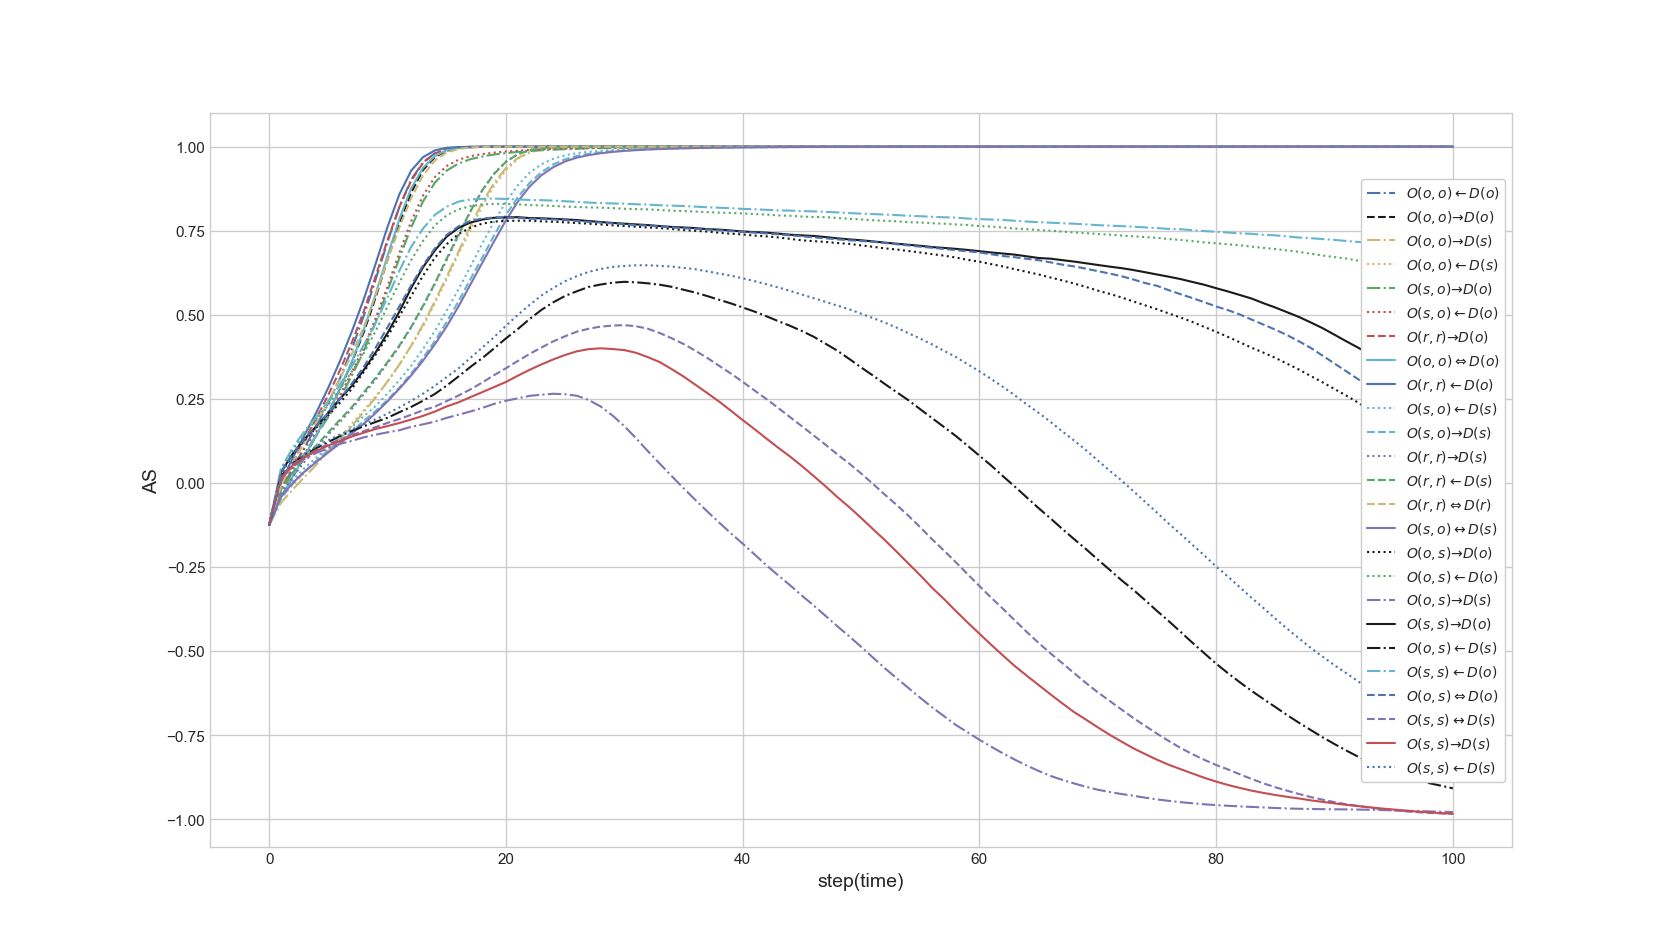 1.00
0.75
0.50
0.25
0.00
−0.25
−0.50
−0.75
−1.00
AS
0 20 40 60 80 100
step(time)
O(o,o)←D(o)
O(o,o)→D(o)
O(o,o)→D(s)
O(o,o)←D(s)
O(s,o)→D(o)
O(s,o)←D(o)
O(r,r)→D(o)
O(o,o)⇔D(o)
O(r,r)←D(o)
O(s,o)←D(s)
O(s,o)→D(s)
O(r,r)→D(s)
O(r,r)←D(s)
O(r,r)⇔D(r)
O(s,o)↔D(s)
O(o,s)→D(o)
O(o,s)←D(o)
O(o,s)→D(s)
O(s,s)→D(o)
O(o,s)←D(s)
O(s,s)←D(o)
O(o,s)⇔D(o)
O(s,s)↔D(s)
O(s,s)→D(s)
O(s,s)←D(s)